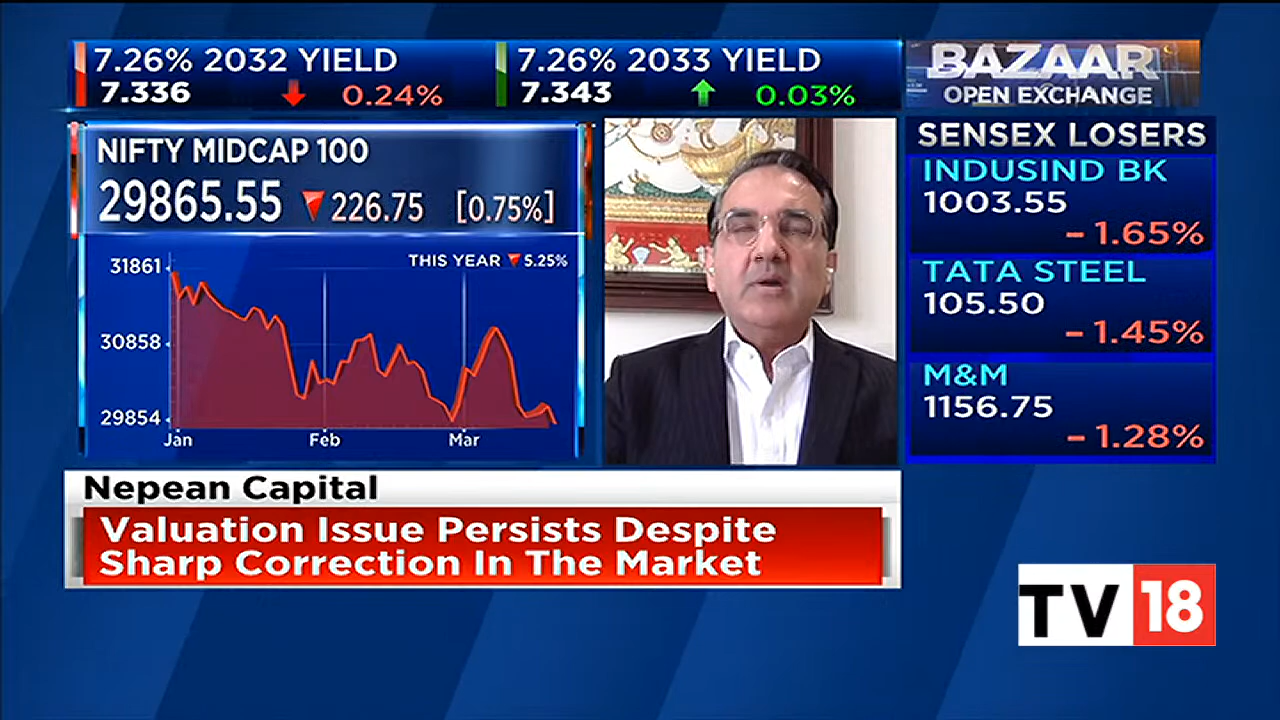 7.26% 2032 YIELD
7.336 0.24%
7.26% 2033 YIELD
7.343 0.03%
BAZAAR
OPEN EXCHANGE
NIFTY MIDCAP 100
29865.55 226.75 [0.75%]
THIS YEAR 5.25%
31861
30858
29854
Jan Feb Mar
SENSEX LOSERS
INDUSIND BK
1003.55
– 1.65%
TATA STEEL
105.50
– 1.45%
M&M
1156.75
– 1.28%
Nepean Capital
Valuation Issue Persists Despite
Sharp Correction In The Market
TV 18